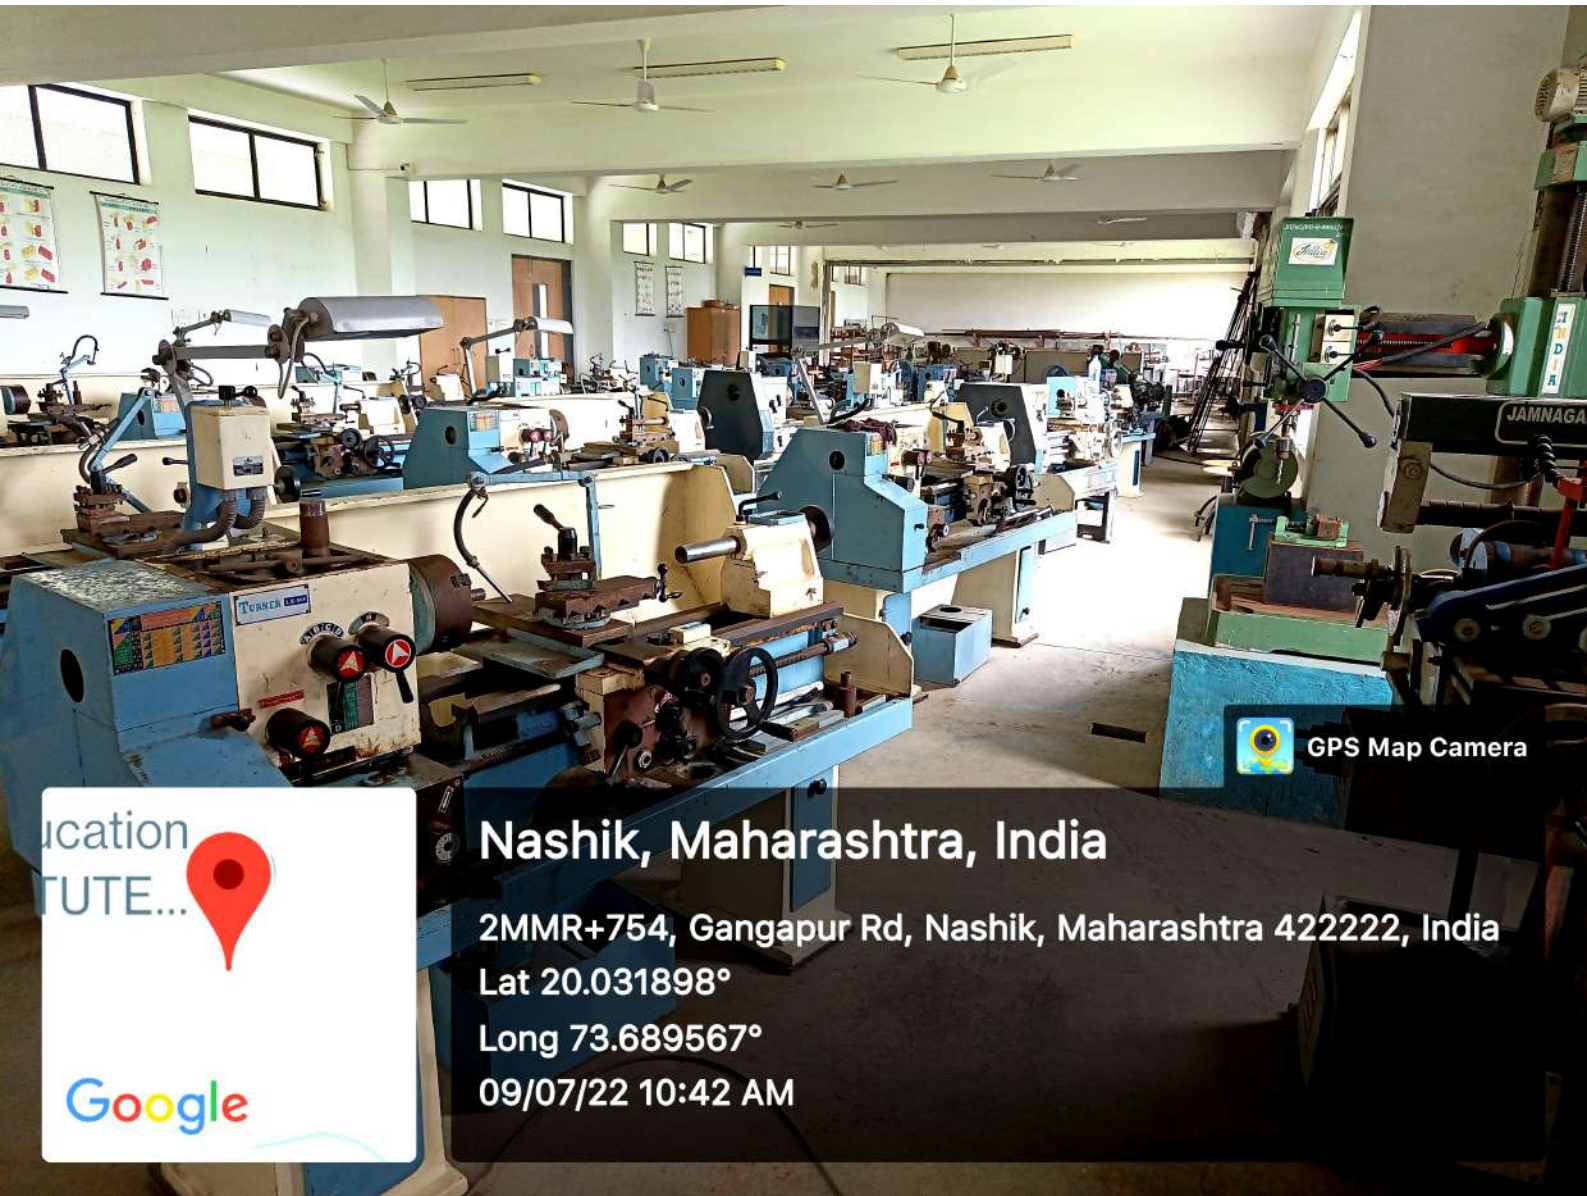 TURNER
INDIA
JAMNAGA
GPS Map Camera
ucation
TUTE...
Google
Nashik, Maharashtra, India
2MMR+754, Gangapur Rd, Nashik, Maharashtra 422222, India
Lat 20.031898°
Long 73.689567°
09/07/22 10:42 AM